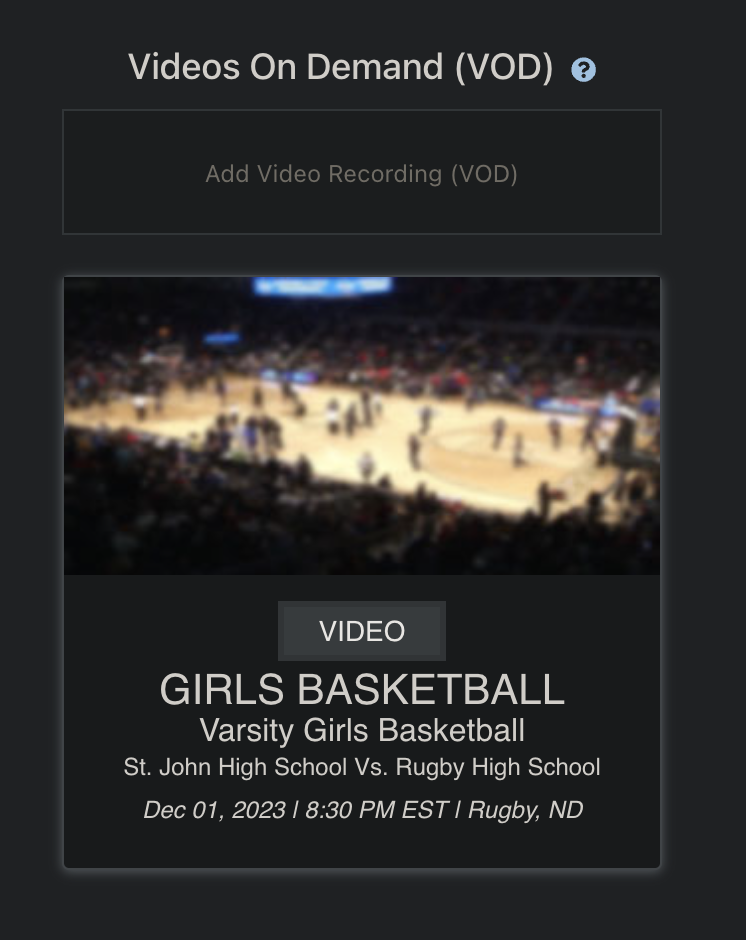 Videos On Demand (VOD) ?
Add Video Recording (VOD)
VIDEO
GIRLS BASKETBALL
Varsity Girls Basketball
St. John High School Vs. Rugby High School
Dec 01, 2023 | 8:30 PM EST | Rugby, ND